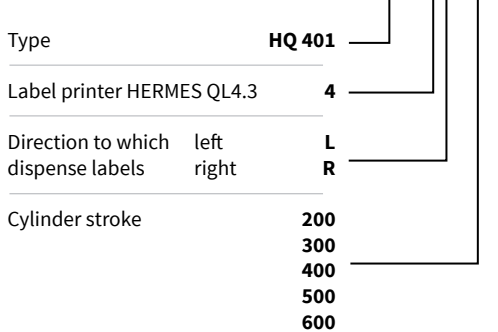 Type HQ 401
Label printer HERMES QL4.3 4
Direction to which left L
dispense labels right R
Cylinder stroke 200
300
400
500
600